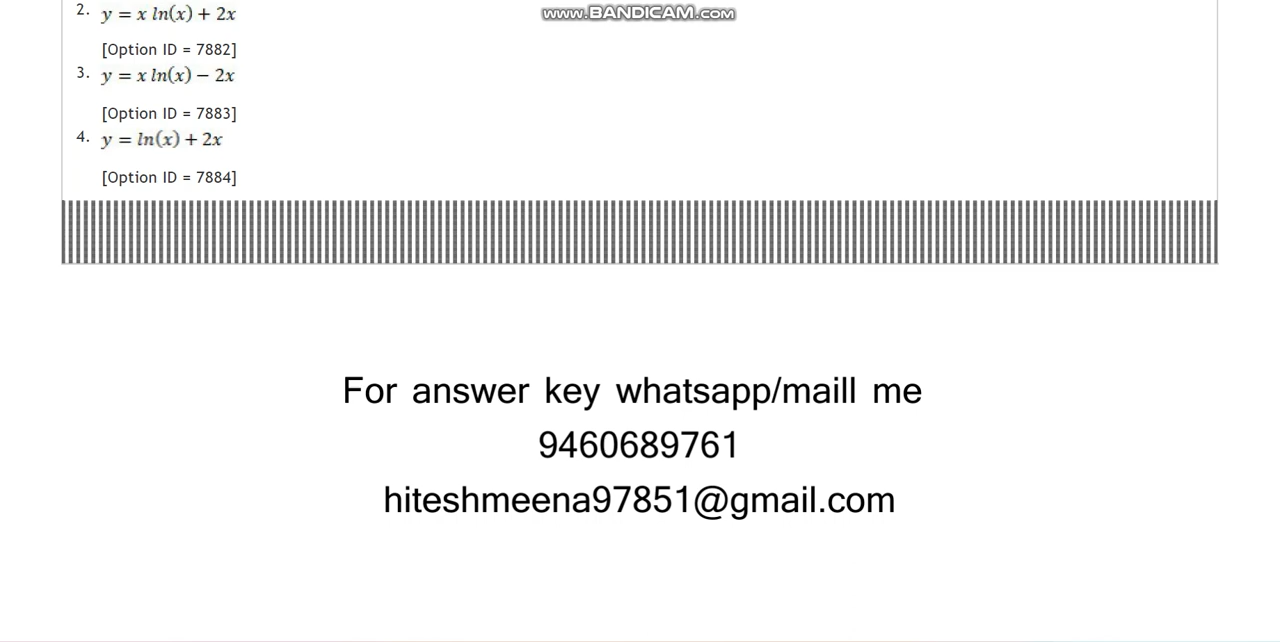 www.BANDICAM.com
2. y = x ln(x) + 2x
[Option ID = 7882]
3. y = x ln(x) − 2x
[Option ID = 7883]
4. y = ln(x) + 2x
[Option ID = 7884]
For answer key whatsapp/maill me
9460689761
hiteshmeena97851@gmail.com